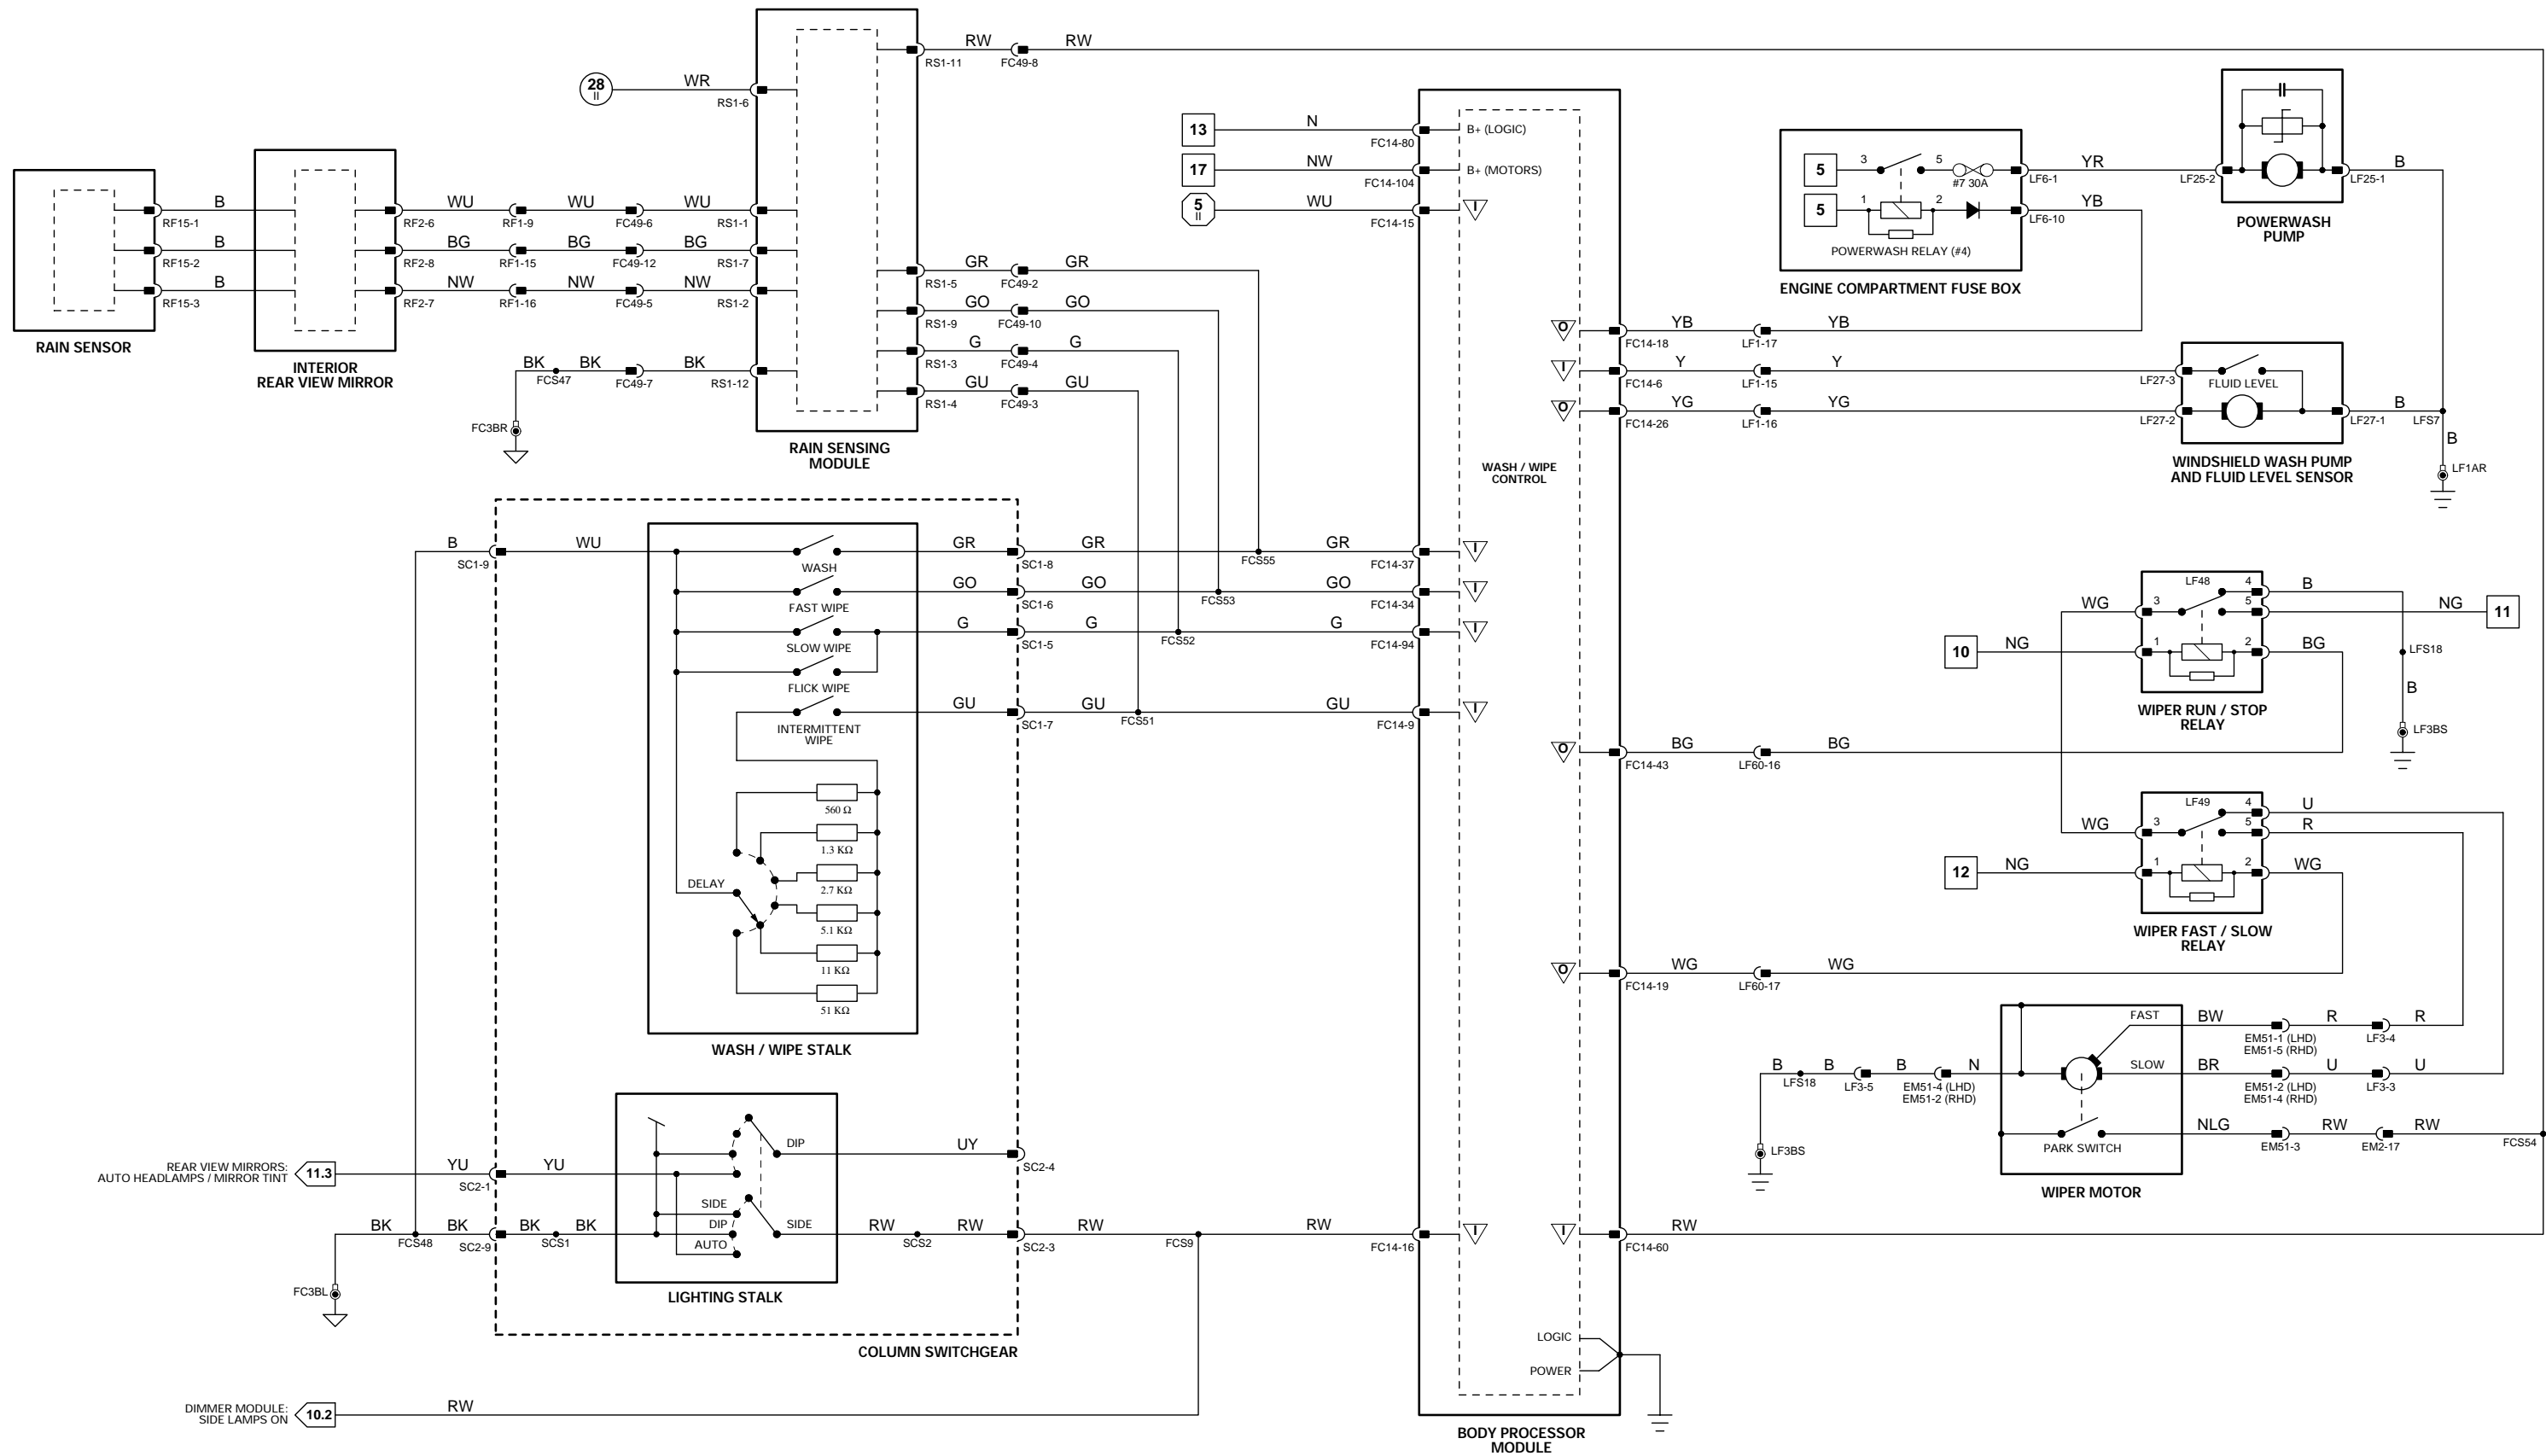 RW
RW
RS1-11
FC49-8
28
II
WR
RS1-6
13
N
FC14-80
B+ (LOGIC)
17
NW
FC14-104
B+ (MOTORS)
5
II
WU
FC14-15
I
RF15-1
B
RF15-2
B
RF15-3
B
RAIN SENSOR
INTERIOR
REAR VIEW MIRROR
RF2-6
WU
RF1-9
WU
FC49-6
WU
RS1-1
RF2-8
BG
RF1-15
BG
FC49-12
BG
RS1-7
RF2-7
NW
RF1-16
NW
FC49-5
NW
RS1-2
BK
FCS47
BK
FC49-7
BK
RS1-12
FC3BR
GR
RS1-5
FC49-2
GR
GO
RS1-9
FC49-10
GO
G
RS1-3
FC49-4
G
GU
RS1-4
FC49-3
GU
RAIN SENSING
MODULE
5
3
5
#7 30A
LF6-1
YR
LF25-2
LF25-1
B
5
1
2
LF6-10
YB
POWERWASH RELAY (#4)
ENGINE COMPARTMENT FUSE BOX
POWERWASH
PUMP
O
FC14-18
YB
LF1-17
YB
I
FC14-6
Y
LF1-15
Y
LF27-3
FLUID LEVEL
O
FC14-26
YG
LF1-16
YG
LF27-2
LF27-1
B
LFS7
B
LF1AR
WINDSHIELD WASH PUMP
AND FLUID LEVEL SENSOR
WASH / WIPE
CONTROL
B
SC1-9
WU
WASH
GR
SC1-8
GR
FCS55
GR
FC14-37
I
FAST WIPE
GO
SC1-6
GO
FCS53
GO
FC14-34
I
SLOW WIPE
G
SC1-5
G
FCS52
G
FC14-94
I
FLICK WIPE
INTERMITTENT
WIPE
GU
SC1-7
GU
FCS51
GU
FC14-9
I
560 Ω
1.3 KΩ
2.7 KΩ
DELAY
5.1 KΩ
11 KΩ
51 KΩ
WASH / WIPE STALK
LF48
3
4
5
1
2
WG
B
NG
11
10
NG
BG
LFS18
B
LF3BS
WIPER RUN / STOP
RELAY
O
FC14-43
BG
LF60-16
BG
LF49
3
4
5
1
2
WG
U
R
12
NG
WG
WIPER FAST / SLOW
RELAY
O
FC14-19
WG
LF60-17
WG
FAST
BW
EM51-1 (LHD)
EM51-5 (RHD)
R
LF3-4
R
B
LFS18
B
LF3-5
B
EM51-4 (LHD)
EM51-2 (RHD)
N
SLOW
BR
EM51-2 (LHD)
EM51-4 (RHD)
U
LF3-3
U
LF3BS
PARK SWITCH
NLG
EM51-3
RW
EM2-17
RW
FCS54
WIPER MOTOR
REAR VIEW MIRRORS:
AUTO HEADLAMPS / MIRROR TINT
11.3
YU
SC2-1
YU
DIP
UY
SC2-4
SIDE
DIP
AUTO
SIDE
BK
FCS48
BK
SC2-9
BK
SCS1
BK
RW
SCS2
RW
SC2-3
RW
FCS9
RW
FC14-16
I
I
FC14-60
RW
FC3BL
LIGHTING STALK
COLUMN SWITCHGEAR
LOGIC
POWER
DIMMER MODULE:
SIDE LAMPS ON
10.2
RW
BODY PROCESSOR
MODULE